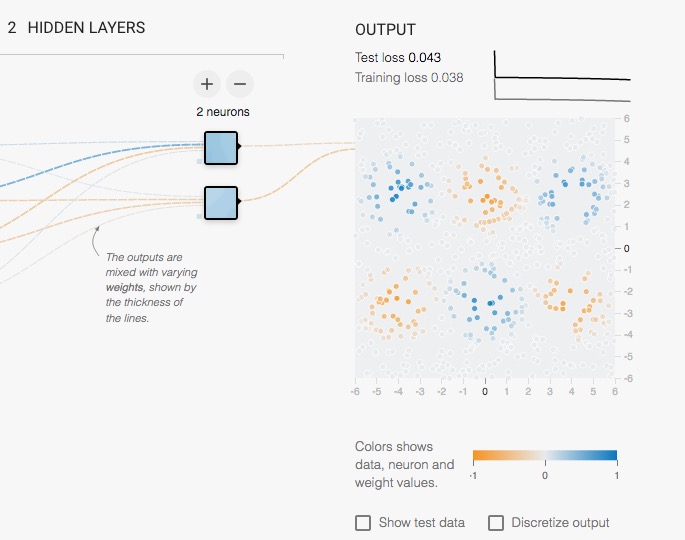 2 HIDDEN LAYERS
+ −
2 neurons
The outputs are
mixed with varying
weights, shown by
the thickness of
the lines.
OUTPUT
Test loss 0.043
Training loss 0.038
6
5
4
3
2
1
0
-1
-2
-3
-4
-5
-6
-6 -5 -4 -3 -2 -1 0 1 2 3 4 5 6
Colors shows
data, neuron and
weight values.
-1 0 1
Show test data
Discretize output